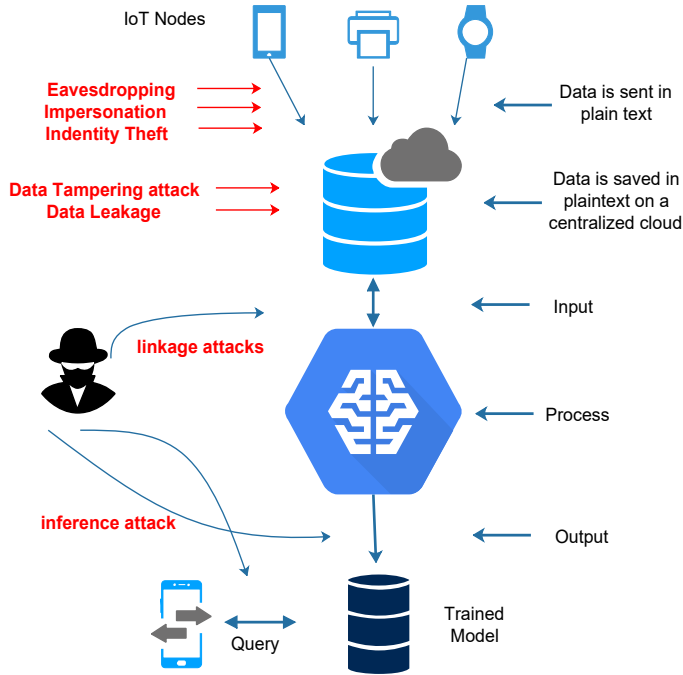 IoT Nodes
Eavesdropping
Impersonation
Indentity Theft
Data is sent in
plain text
Data Tampering attack
Data Leakage
Data is saved in
plaintext on a
centralized cloud
Input
linkage attacks
Process
inference attack
Output
Trained
Model
Query